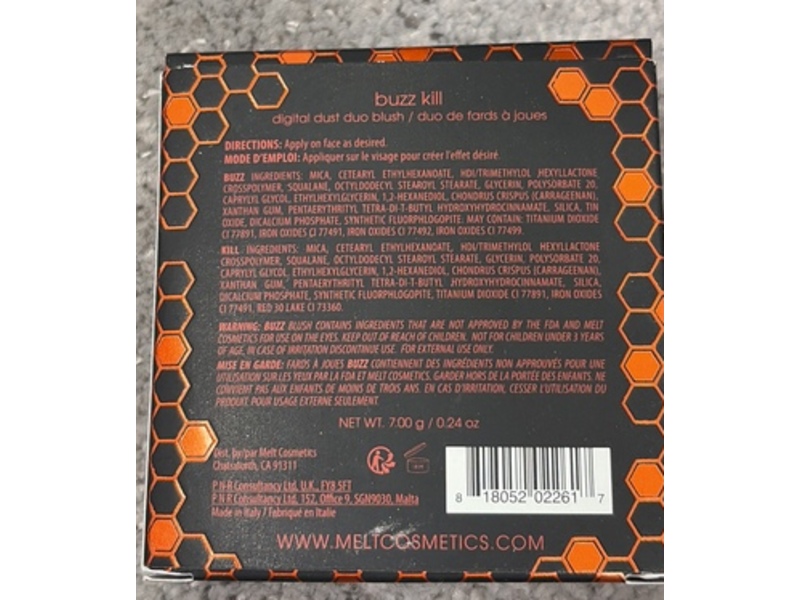 buzz kill
digital dust duo blush / duo de fards à joues
DIRECTIONS: Apply on face as desired.
MODE D'EMPLOI: Appliquer sur le visage pour créer l'effet désiré.
BUZZ INGREDIENTS: MICA, CETEARYL ETHYLHEXANOATE, HDI/TRIMETHYLOL HEXYLLACTONE
CROSSPOLYMER, SQUALANE, OCTYLDODECYL STEAROYL STEARATE, GLYCERIN, POLYSORBATE 20,
CAPRYLYL GLYCOL, ETHYLHEXYLGLYCERIN, 1,2-HEXANEDIOL, CHONDRUS CRISPUS (CARRAGEENAN),
XANTHAN GUM, PENTAERYTHRITYL TETRA-DI-T-BUTYL HYDROXYHYDROCINNAMATE, SILICA, TIN
OXIDE, DICALCIUM PHOSPHATE, SYNTHETIC FLUORPHLOGOPITE. MAY CONTAIN: TITANIUM DIOXIDE
CI 77891, IRON OXIDES CI 77491, IRON OXIDES CI 77492, IRON OXIDES CI 77499.
KILL INGREDIENTS: MICA, CETEARYL ETHYLHEXANOATE, HDI/TRIMETHYLOL HEXYLLACTONE
CROSSPOLYMER, SQUALANE, OCTYLDODECYL STEAROYL STEARATE, GLYCERIN, POLYSORBATE 20,
CAPRYLYL GLYCOL, ETHYLHEXYLGLYCERIN, 1,2-HEXANEDIOL, CHONDRUS CRISPUS (CARRAGEENAN),
XANTHAN GUM, PENTAERYTHRITYL TETRA-DI-T-BUTYL HYDROXYHYDROCINNAMATE, SILICA,
DICALCIUM PHOSPHATE, SYNTHETIC FLUORPHLOGOPITE, TITANIUM DIOXIDE CI 77891, IRON OXIDES
CI 77491, RED 30 LAKE CI 73360.
WARNING: BUZZ BLUSH CONTAINS INGREDIENTS THAT ARE NOT APPROVED BY THE FDA AND MELT
COSMETICS FOR USE ON THE EYES. KEEP OUT OF REACH OF CHILDREN. NOT FOR CHILDREN UNDER 3 YEARS
OF AGE, IN CASE OF IRRITATION DISCONTINUE USE. FOR EXTERNAL USE ONLY.
MISE EN GARDE: FARDS À JOUES BUZZ CONTIENNENT DES INGRÉDIENTS NON APPROUVÉS POUR UNE
UTILISATION SUR LES YEUX PAR LA FDA ET MELT COSMETICS. GARDER HORS DE LA PORTÉE DES ENFANTS. NE
CONVIENT PAS AUX ENFANTS DE MOINS DE TROIS ANS. EN CAS D'IRRITATION, CESSER L'UTILISATION DU
PRODUIT. POUR USAGE EXTERNE SEULEMENT.
NET WT. 7.00 g / 0.24 oz
Dist. by/par Melt Cosmetics
Chatsworth, CA 91311
P N R Consultancy Ltd, U.K., FY8 5FT
P N R Consultancy Ltd, 152, Office 9, SGN9030, Malta
Made in Italy / Fabriqué en Italie
8 18052 02261 7
WWW.MELTCOSMETICS.COM